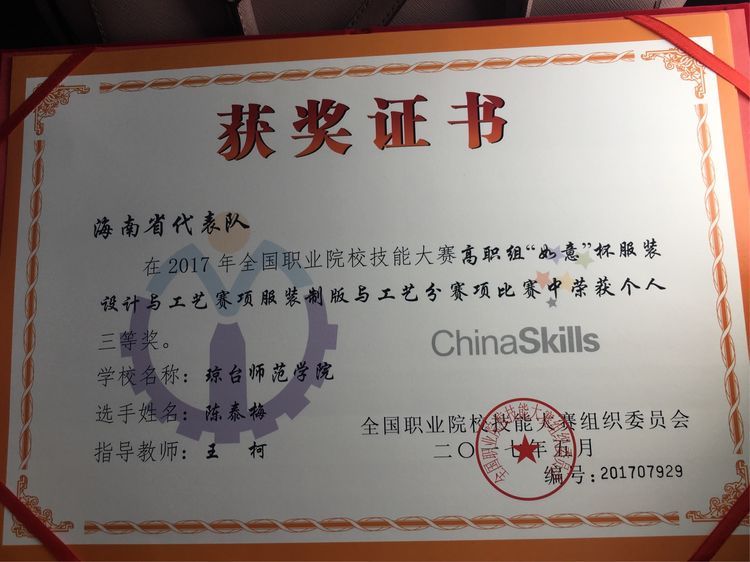 获奖证书
海南省代表队
在2017年全国职业院校技能大赛高职组“如意”杯服装
设计与工艺赛项服装制版与工艺分赛项比赛中荣获个人
三等奖。
ChinaSkills
学校名称：琼台师范学院
选手姓名：陈泰梅
指导教师：王 柯
全国职业院校技能大赛组织委员会
二〇一七年五月
编号：201707929